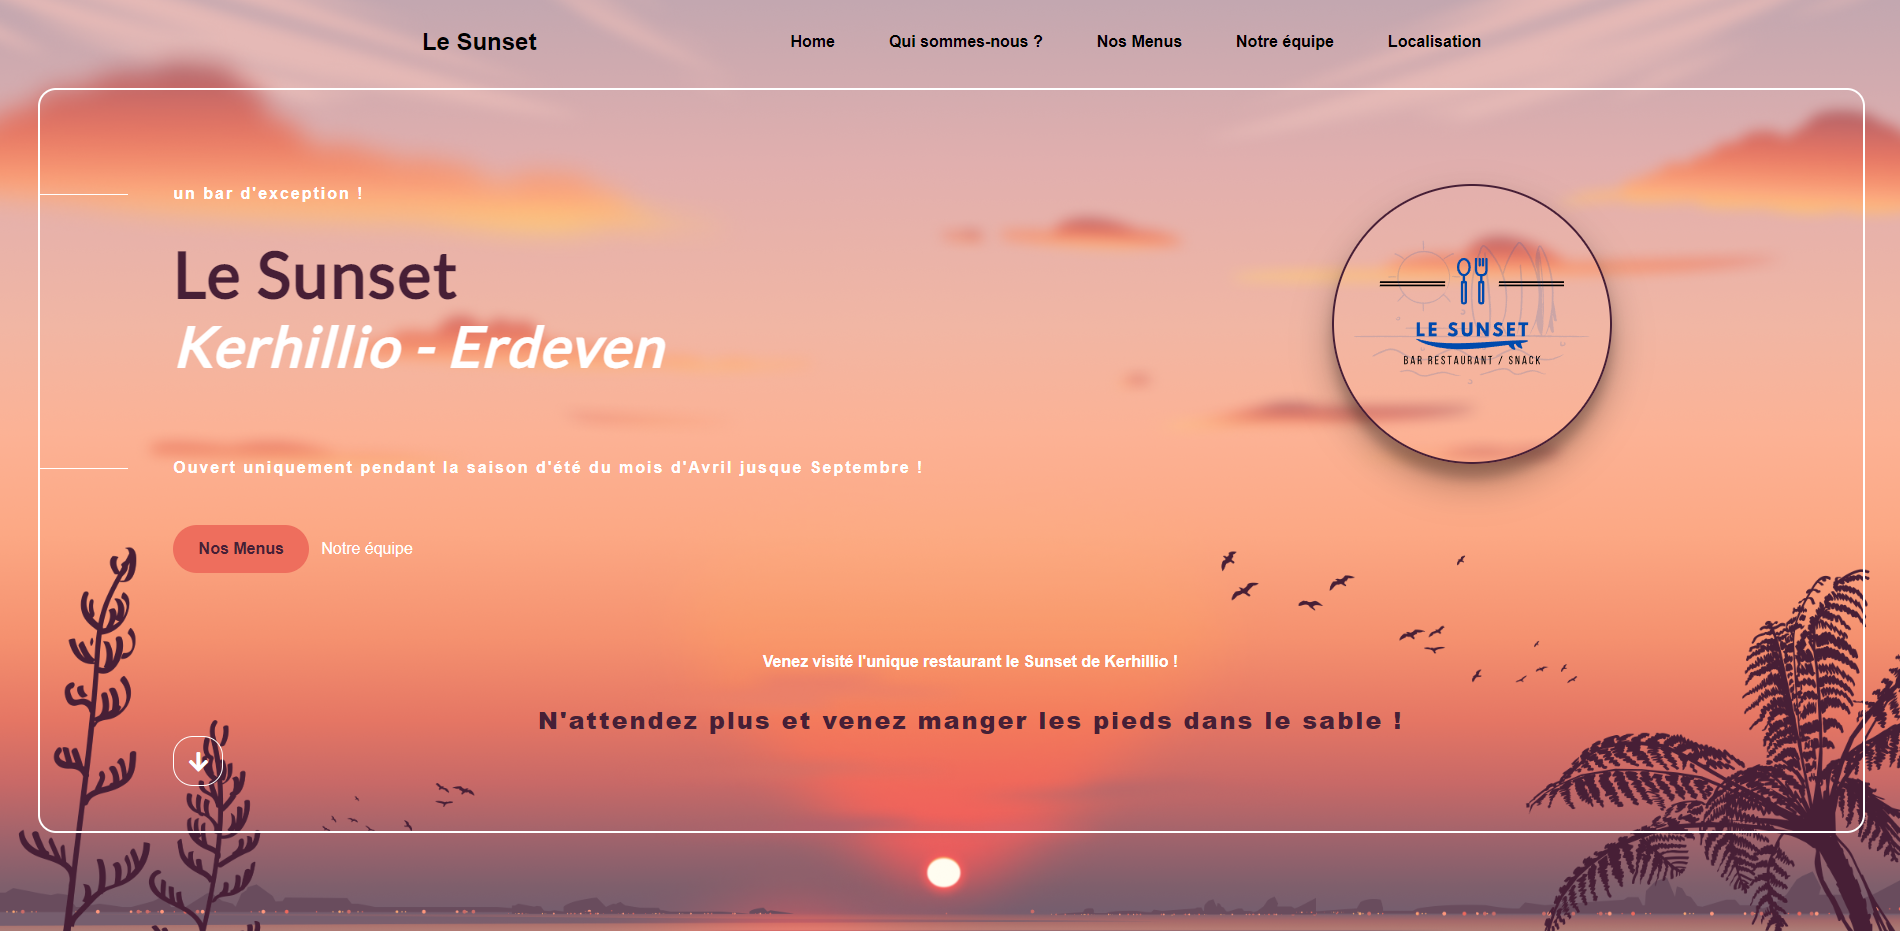 Le Sunset
Home
Qui sommes-nous ?
Nos Menus
Notre équipe
Localisation
un bar d'exception !
Le Sunset
Kerhillio - Erdeven
LE SUNSET
BAR RESTAURANT / SNACK
Ouvert uniquement pendant la saison d'été du mois d'Avril jusque Septembre !
Nos Menus
Notre équipe
Venez visité l'unique restaurant le Sunset de Kerhillio !
N'attendez plus et venez manger les pieds dans le sable !